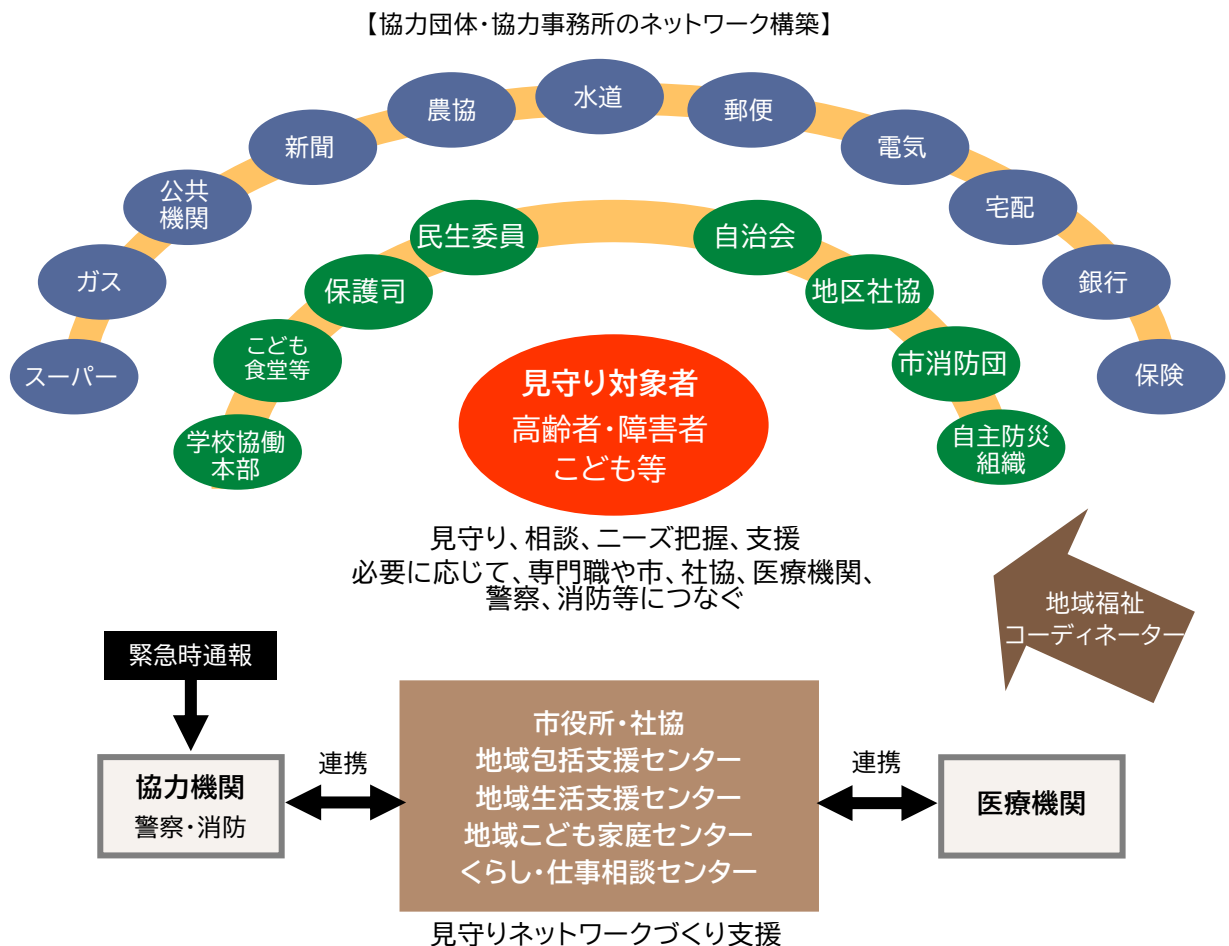 【協力団体・協力事務所のネットワーク構築】
水道
農協
郵便
新聞
電気
公共
機関
宅配
ガス
銀行
スーパー
保険
民生委員
自治会
保護司
地区社協
こども
食堂等
市消防団
学校協働
本部
自主防災
組織
見守り対象者
高齢者・障害者
こども等
見守り、相談、ニーズ把握、支援
必要に応じて、専門職や市、社協、医療機関、
警察、消防等につなぐ
地域福祉
コーディネーター
緊急時通報
協力機関
警察・消防
連携
市役所・社協
地域包括支援センター
地域生活支援センター
地域こども家庭センター
くらし・仕事相談センター
連携
医療機関
見守りネットワークづくり支援